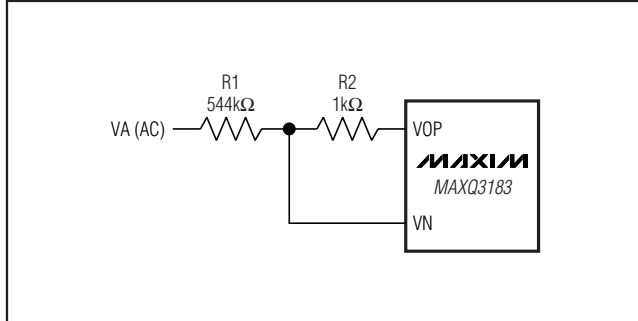 R1
544kΩ
R2
1kΩ
VA (AC)
VOP
MAXIM
MAXQ3183
VN